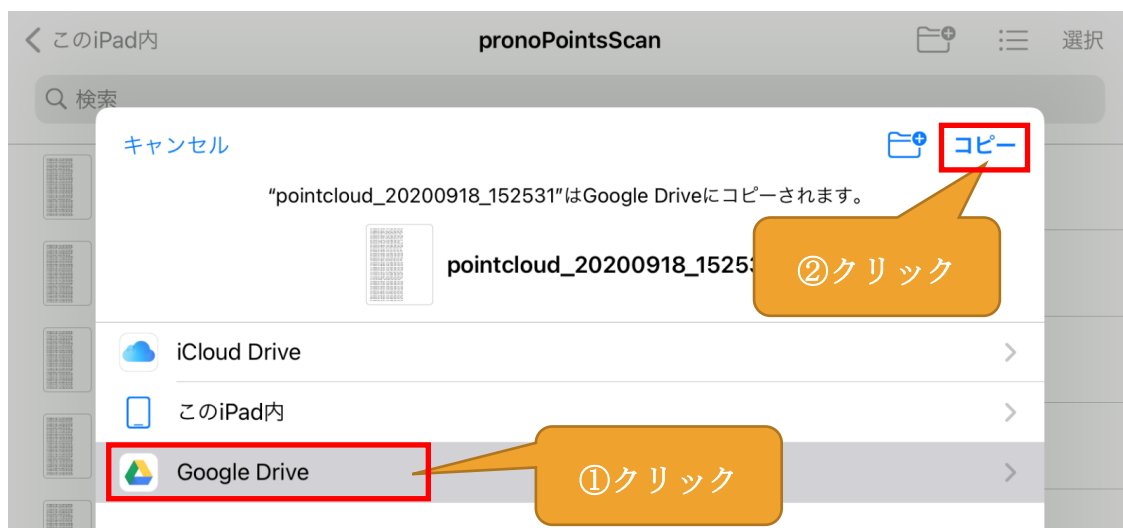 このiPad内 pronoPointsScan 選択
検索
キャンセル コピー
“pointcloud_20200918_152531”はGoogle Driveにコピーされます。
pointcloud_20200918_1525
②クリック
iCloud Drive
このiPad内
Google Drive
①クリック